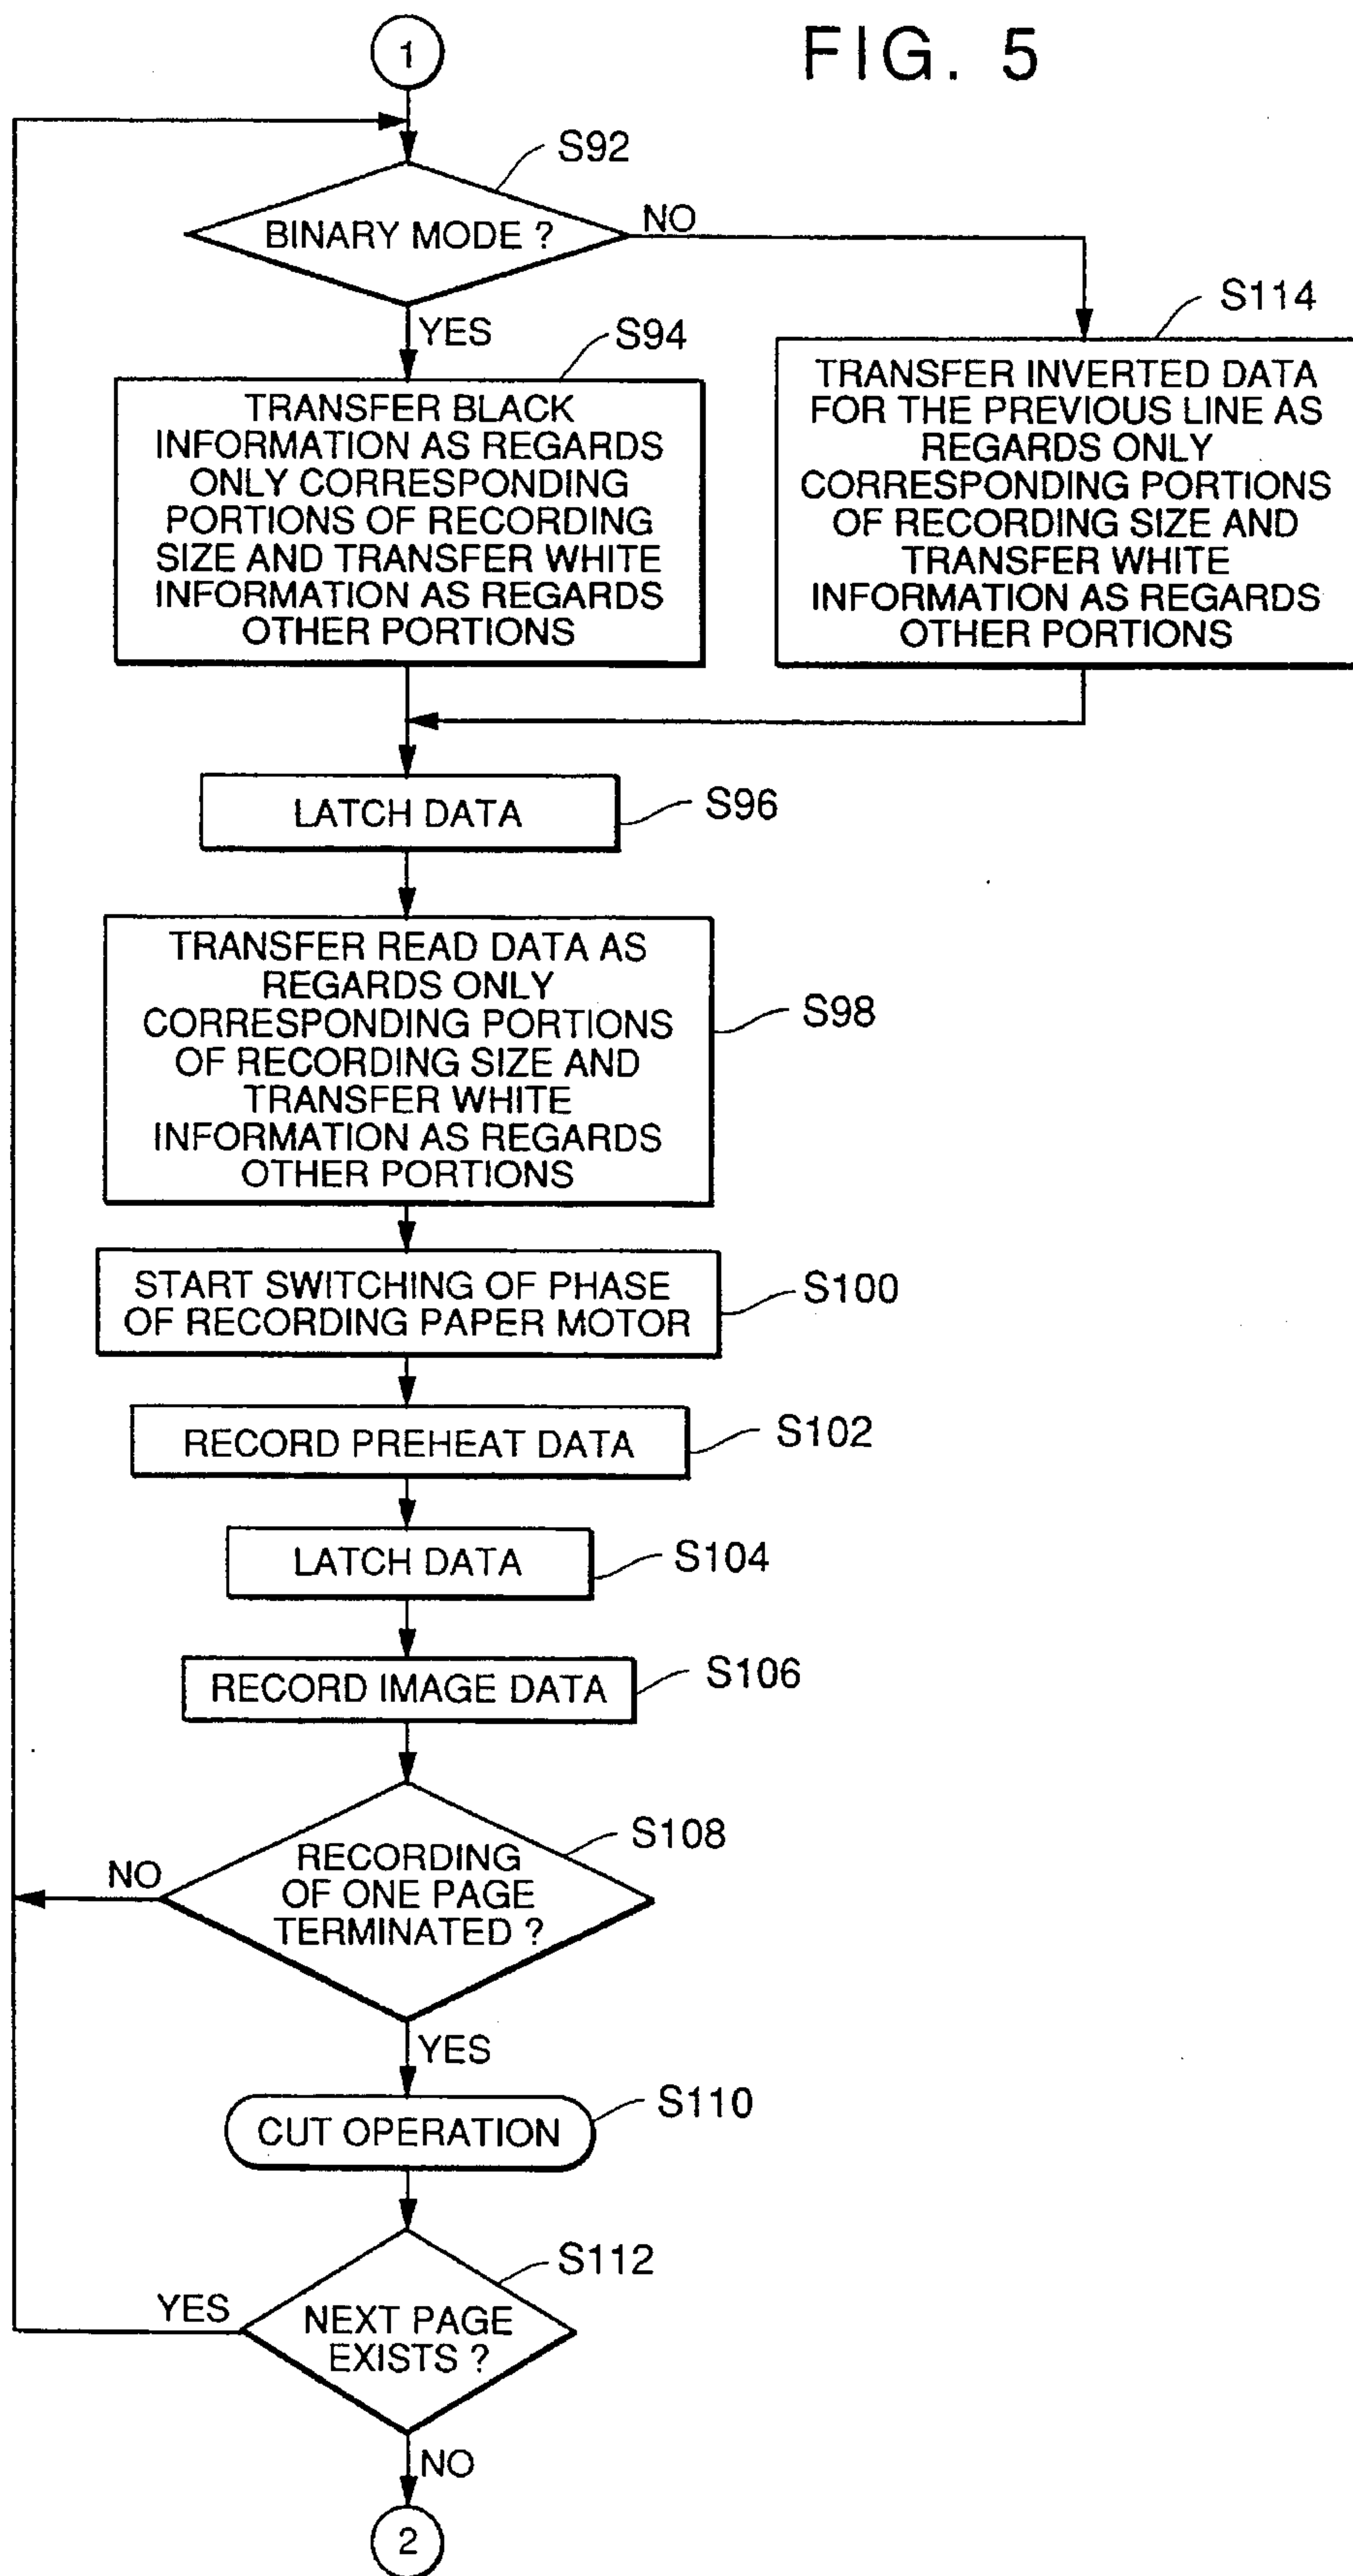 FIG. 5
1
S92
BINARY MODE ?
NO
YES
S94
TRANSFER BLACK
INFORMATION AS REGARDS
ONLY CORRESPONDING
PORTIONS OF RECORDING
SIZE AND TRANSFER WHITE
INFORMATION AS REGARDS
OTHER PORTIONS
S114
TRANSFER INVERTED DATA
FOR THE PREVIOUS LINE AS
REGARDS ONLY
CORRESPONDING PORTIONS
OF RECORDING SIZE AND
TRANSFER WHITE
INFORMATION AS REGARDS
OTHER PORTIONS
LATCH DATA
S96
TRANSFER READ DATA AS
REGARDS ONLY
CORRESPONDING PORTIONS
OF RECORDING SIZE AND
TRANSFER WHITE
INFORMATION AS REGARDS
OTHER PORTIONS
S98
START SWITCHING OF PHASE
OF RECORDING PAPER MOTOR
S100
RECORD PREHEAT DATA
S102
LATCH DATA
S104
RECORD IMAGE DATA
S106
S108
RECORDING
OF ONE PAGE
TERMINATED ?
NO
YES
CUT OPERATION
S110
S112
NEXT PAGE
EXISTS ?
YES
NO
2